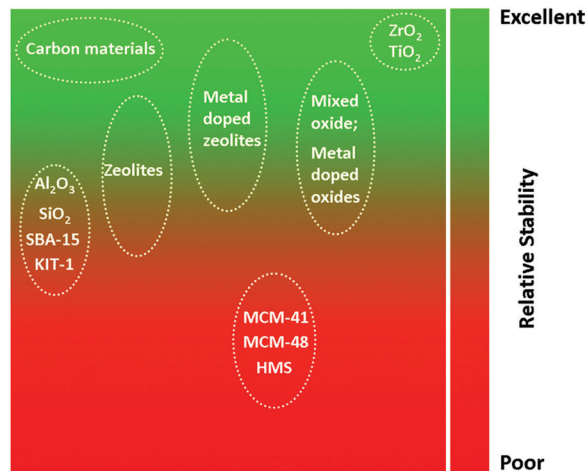 Excellent
Carbon materials
ZrO₂
TiO₂
Metal
doped
zeolites
Mixed
oxide;
Metal
doped
oxides
Zeolites
Al₂O₃
SiO₂
SBA-15
KIT-1
MCM-41
MCM-48
HMS
Relative Stability
Poor